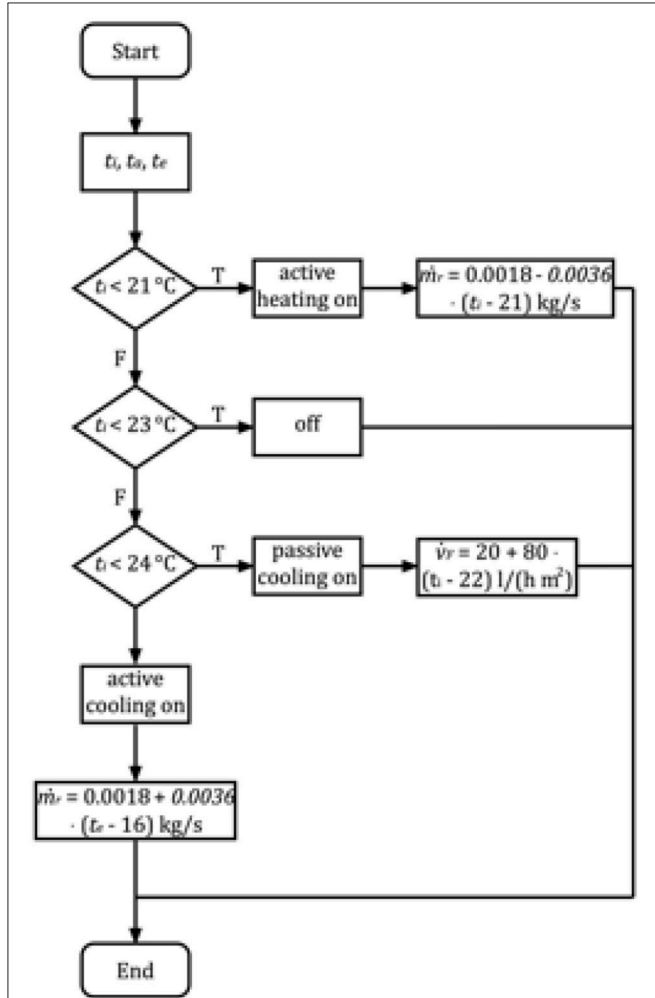 Start
tᵢ, tₐ, tₑ
tᵢ < 21 °C
T
active
heating on
ṁᵣ = 0.0018 - 0.0036
· (tᵢ - 21) kg/s
F
tᵢ < 23 °C
T
off
F
tᵢ < 24 °C
T
passive
cooling on
v̇F = 20 + 80 ·
(tᵢ - 22) l/(h m²)
active
cooling on
ṁᵣ = 0.0018 + 0.0036
· (tₑ - 16) kg/s
End